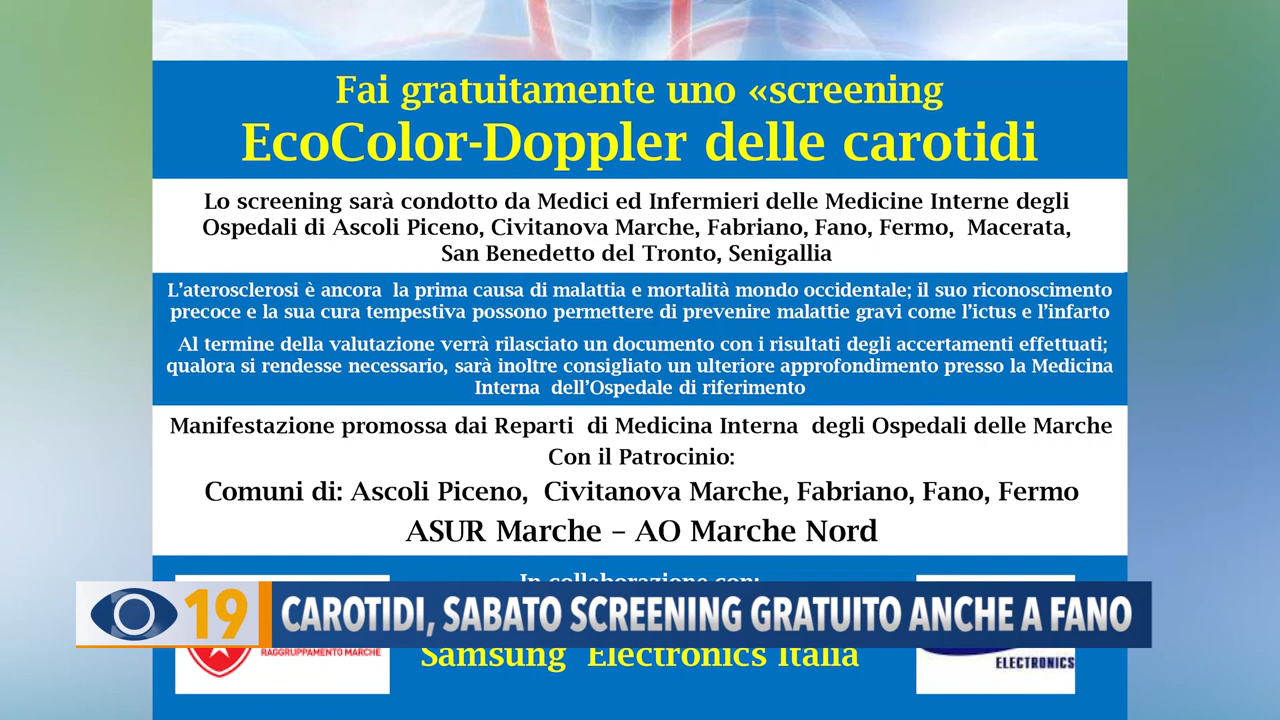 Fai gratuitamente uno «screening
EcoColor-Doppler delle carotidi
Lo screening sarà condotto da Medici ed Infermieri delle Medicine Interne degli
Ospedali di Ascoli Piceno, Civitanova Marche, Fabriano, Fano, Fermo, Macerata,
San Benedetto del Tronto, Senigallia
L'aterosclerosi è ancora la prima causa di malattia e mortalità mondo occidentale; il suo riconoscimento
precoce e la sua cura tempestiva possono permettere di prevenire malattie gravi come l'ictus e l'infarto
Al termine della valutazione verrà rilasciato un documento con i risultati degli accertamenti effettuati;
qualora si rendesse necessario, sarà inoltre consigliato un ulteriore approfondimento presso la Medicina
Interna dell'Ospedale di riferimento
Manifestazione promossa dai Reparti di Medicina Interna degli Ospedali delle Marche
Con il Patrocinio:
Comuni di: Ascoli Piceno, Civitanova Marche, Fabriano, Fano, Fermo
ASUR Marche – AO Marche Nord
In collaborazione con:
19 CAROTIDI, SABATO SCREENING GRATUITO ANCHE A FANO
RAGGRUPPAMENTO MARCHE
Samsung Electronics Italia
ELECTRONICS